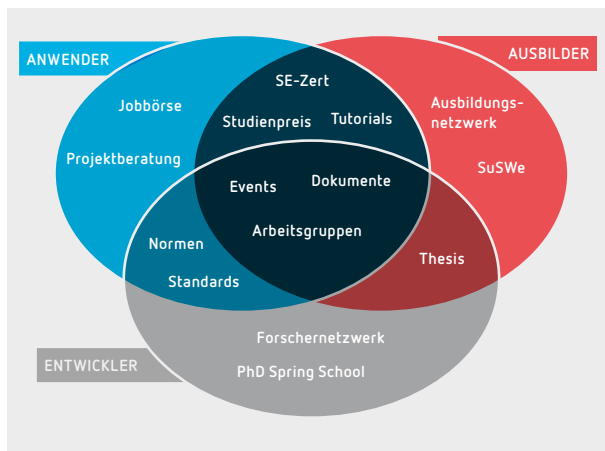 ANWENDER
AUSBILDER
SE-Zert
Jobbörse
Studienpreis
Tutorials
Ausbildungs-
netzwerk
Projektberatung
SuSWe
Events
Dokumente
Arbeitsgruppen
Normen
Standards
Thesis
Forschernetzwerk
PhD Spring School
ENTWICKLER